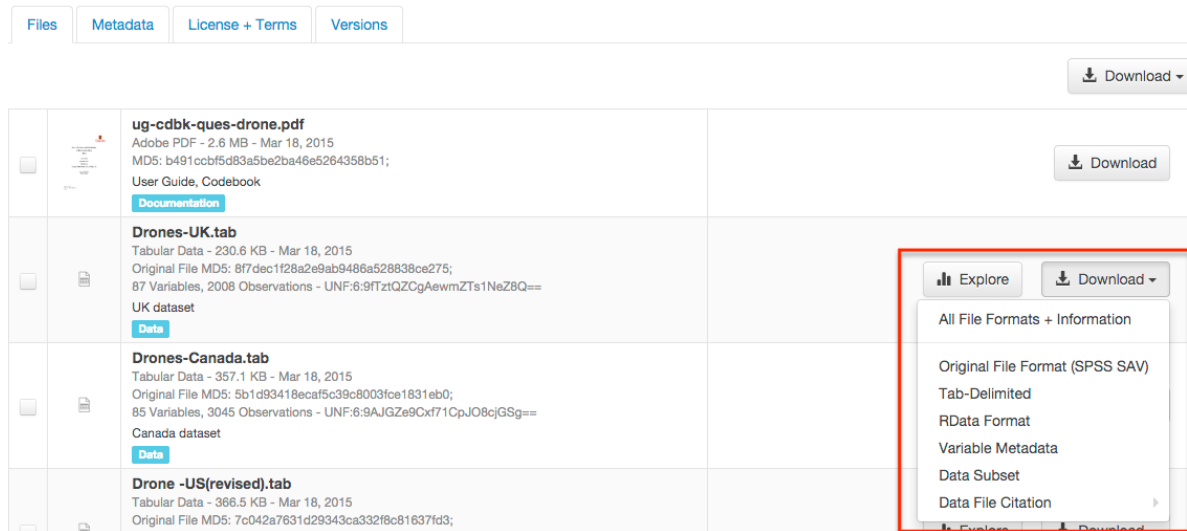 Files
Metadata
License + Terms
Versions
Download
ug-cdbk-ques-drone.pdf
Adobe PDF - 2.6 MB - Mar 18, 2015
MD5: b491ccbf5d83a5be2ba46e5264358b51;
User Guide, Codebook
Documentation
Download
Drones-UK.tab
Tabular Data - 230.6 KB - Mar 18, 2015
Original File MD5: 8f7dec1f28a2e9ab9486a528838ce275;
87 Variables, 2008 Observations - UNF:6:9fTztQZCgAewmZTs1NeZ8Q==
UK dataset
Data
Explore
Download
All File Formats + Information
Original File Format (SPSS SAV)
Tab-Delimited
RData Format
Variable Metadata
Data Subset
Data File Citation
Drones-Canada.tab
Tabular Data - 357.1 KB - Mar 18, 2015
Original File MD5: 5b1d93418ecaf5c39c8003fce1831eb0;
85 Variables, 3045 Observations - UNF:6:9AJGZe9Cxf71CpJO8cjGSg==
Canada dataset
Data
Drone -US(revised).tab
Tabular Data - 366.5 KB - Mar 18, 2015
Original File MD5: 7c042a7631d29343ca332f8c81637fd3;
Explore
Download